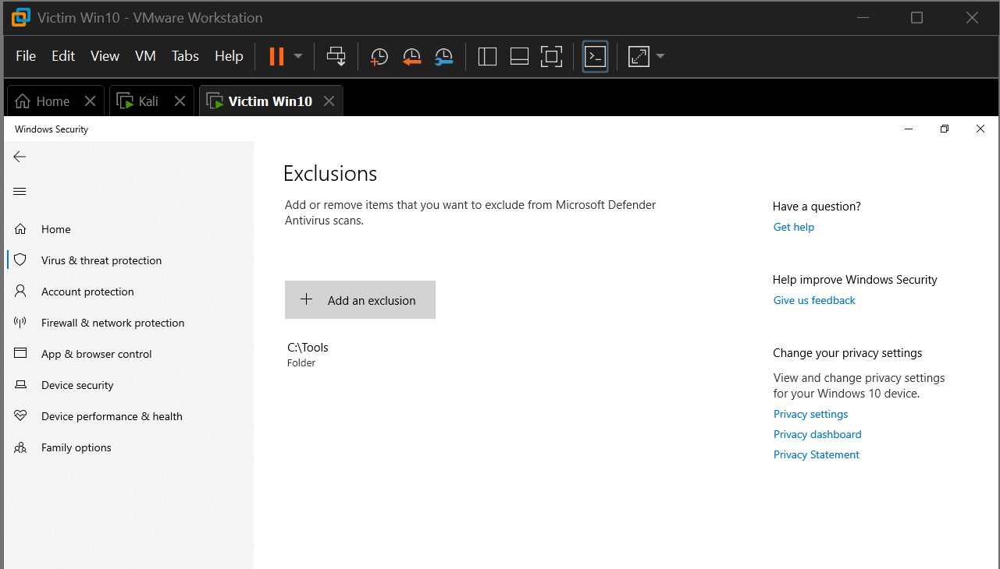 Victim Win10 - VMware Workstation
File Edit View VM Tabs Help
Home Kali Victim Win10
Windows Security
Home
Virus & threat protection
Account protection
Firewall & network protection
App & browser control
Device security
Device performance & health
Family options
Exclusions
Add or remove items that you want to exclude from Microsoft Defender
Antivirus scans.
Add an exclusion
C:\Tools
Folder
Have a question?
Get help
Help improve Windows Security
Give us feedback
Change your privacy settings
View and change privacy settings
for your Windows 10 device.
Privacy settings
Privacy dashboard
Privacy Statement